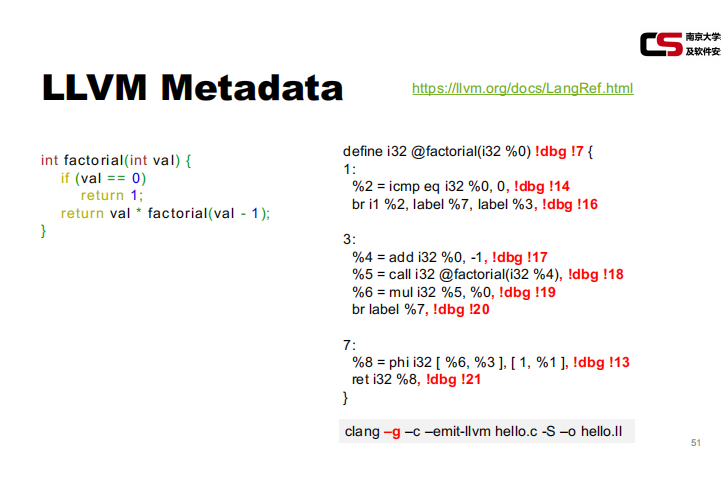 CS 南京大学
及软件安
LLVM Metadata
https://llvm.org/docs/LangRef.html
int factorial(int val) {
if (val == 0)
return 1;
return val * factorial(val - 1);
}
define i32 @factorial(i32 %0) !dbg !7 {
1:
%2 = icmp eq i32 %0, 0, !dbg !14
br i1 %2, label %7, label %3, !dbg !16
3:
%4 = add i32 %0, -1, !dbg !17
%5 = call i32 @factorial(i32 %4), !dbg !18
%6 = mul i32 %5, %0, !dbg !19
br label %7, !dbg !20
7:
%8 = phi i32 [ %6, %3 ], [ 1, %1 ], !dbg !13
ret i32 %8, !dbg !21
}
clang –g –c –emit-llvm hello.c -S –o hello.ll
51